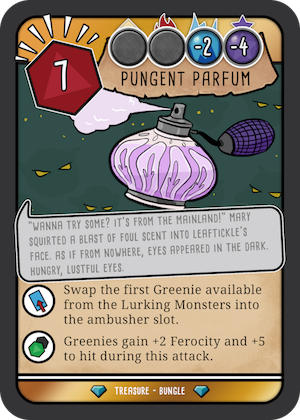 7
-2 -4
PUNGENT PARFUM
"WANNA TRY SOME? IT'S FROM THE MAINLAND!" MARY
SQUIRTED A BLAST OF FOUL SCENT INTO LEAFTICKLE'S
FACE. AS IF FROM NOWHERE, EYES APPEARED IN THE DARK.
HUNGRY, LUSTFUL EYES.
Swap the first Greenie available
from the Lurking Monsters into
the ambusher slot.
Greenies gain +2 Ferocity and +5
to hit during this attack.
TREASURE - BUNGLE